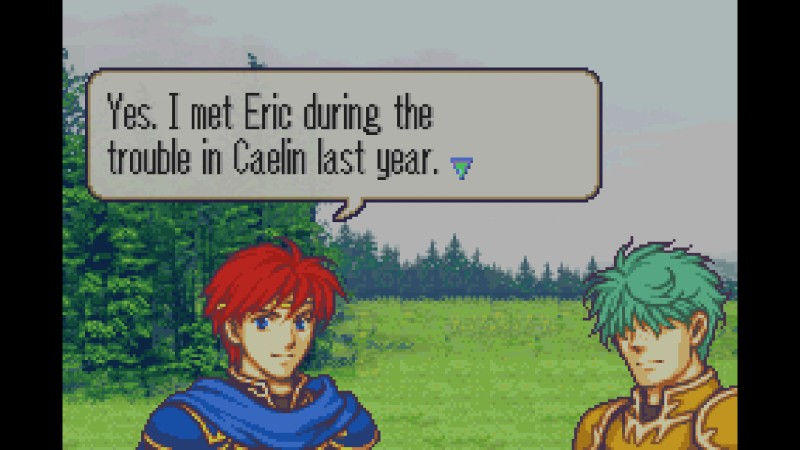 Yes. I met Eric during the
trouble in Caelin last year.